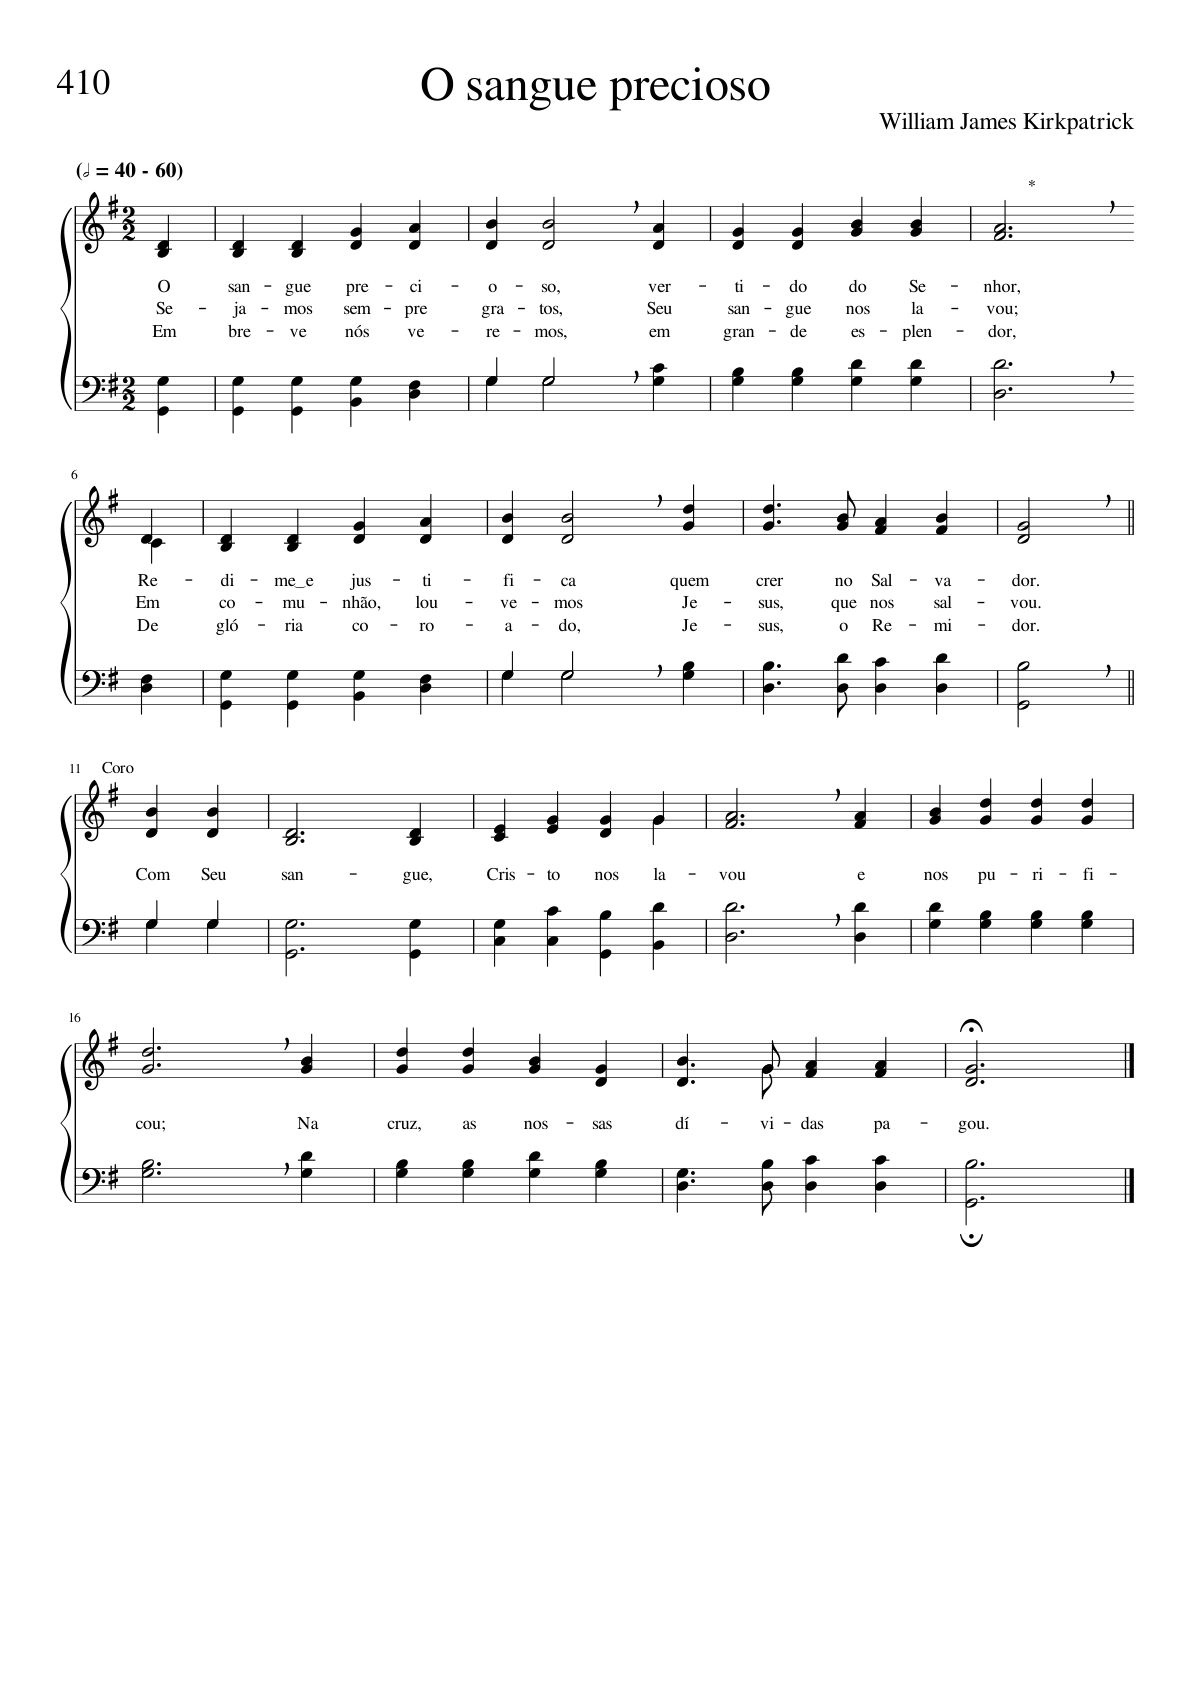 410
O sangue precioso
William James Kirkpatrick
(𝅗𝅥 = 40 - 60)
*
O san - gue pre - ci - o - so, ver - ti - do do Se - nhor,
Se - ja - mos sem - pre gra - tos, Seu san - gue nos la - vou;
Em bre - ve nós ve - re - mos, em gran - de es - plen - dor,
6
Re - di - me‿e jus - ti - fi - ca quem crer no Sal - va - dor.
Em co - mu - nhão, lou - ve - mos Je - sus, que nos sal - vou.
De gló - ria co - ro - a - do, Je - sus, o Re - mi - dor.
11 Coro
Com Seu san - gue, Cris - to nos la - vou e nos pu - ri - fi -
16
cou; Na cruz, as nos - sas dí - vi - das pa - gou.